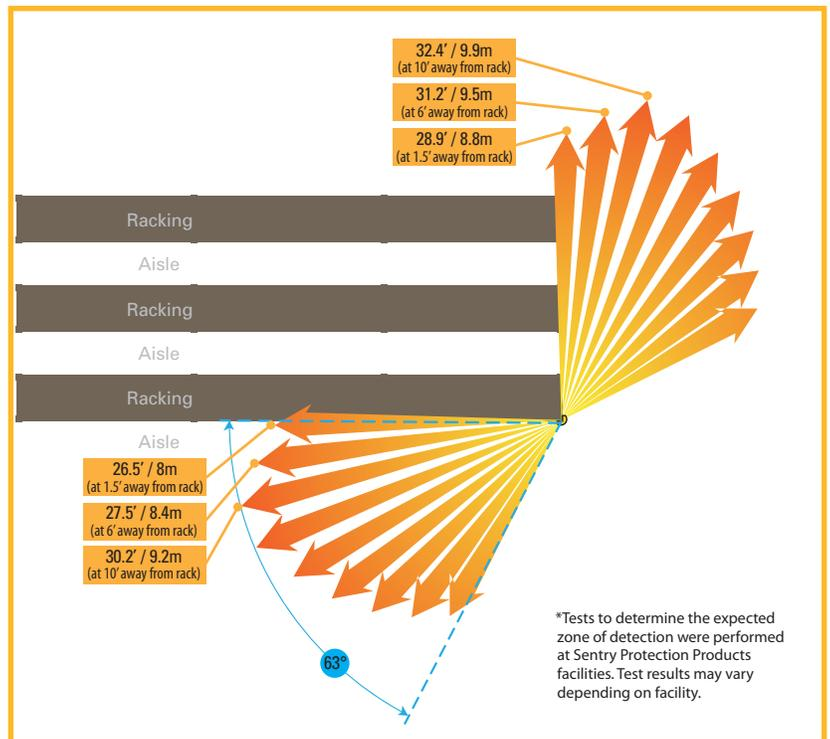 32.4′ / 9.9m
(at 10′ away from rack)
31.2′ / 9.5m
(at 6′ away from rack)
28.9′ / 8.8m
(at 1.5′ away from rack)
Racking
Aisle
Racking
Aisle
Racking
Aisle
26.5′ / 8m
(at 1.5′ away from rack)
27.5′ / 8.4m
(at 6′ away from rack)
30.2′ / 9.2m
(at 10′ away from rack)
63°
*Tests to determine the expected
zone of detection were performed
at Sentry Protection Products
facilities. Test results may vary
depending on facility.